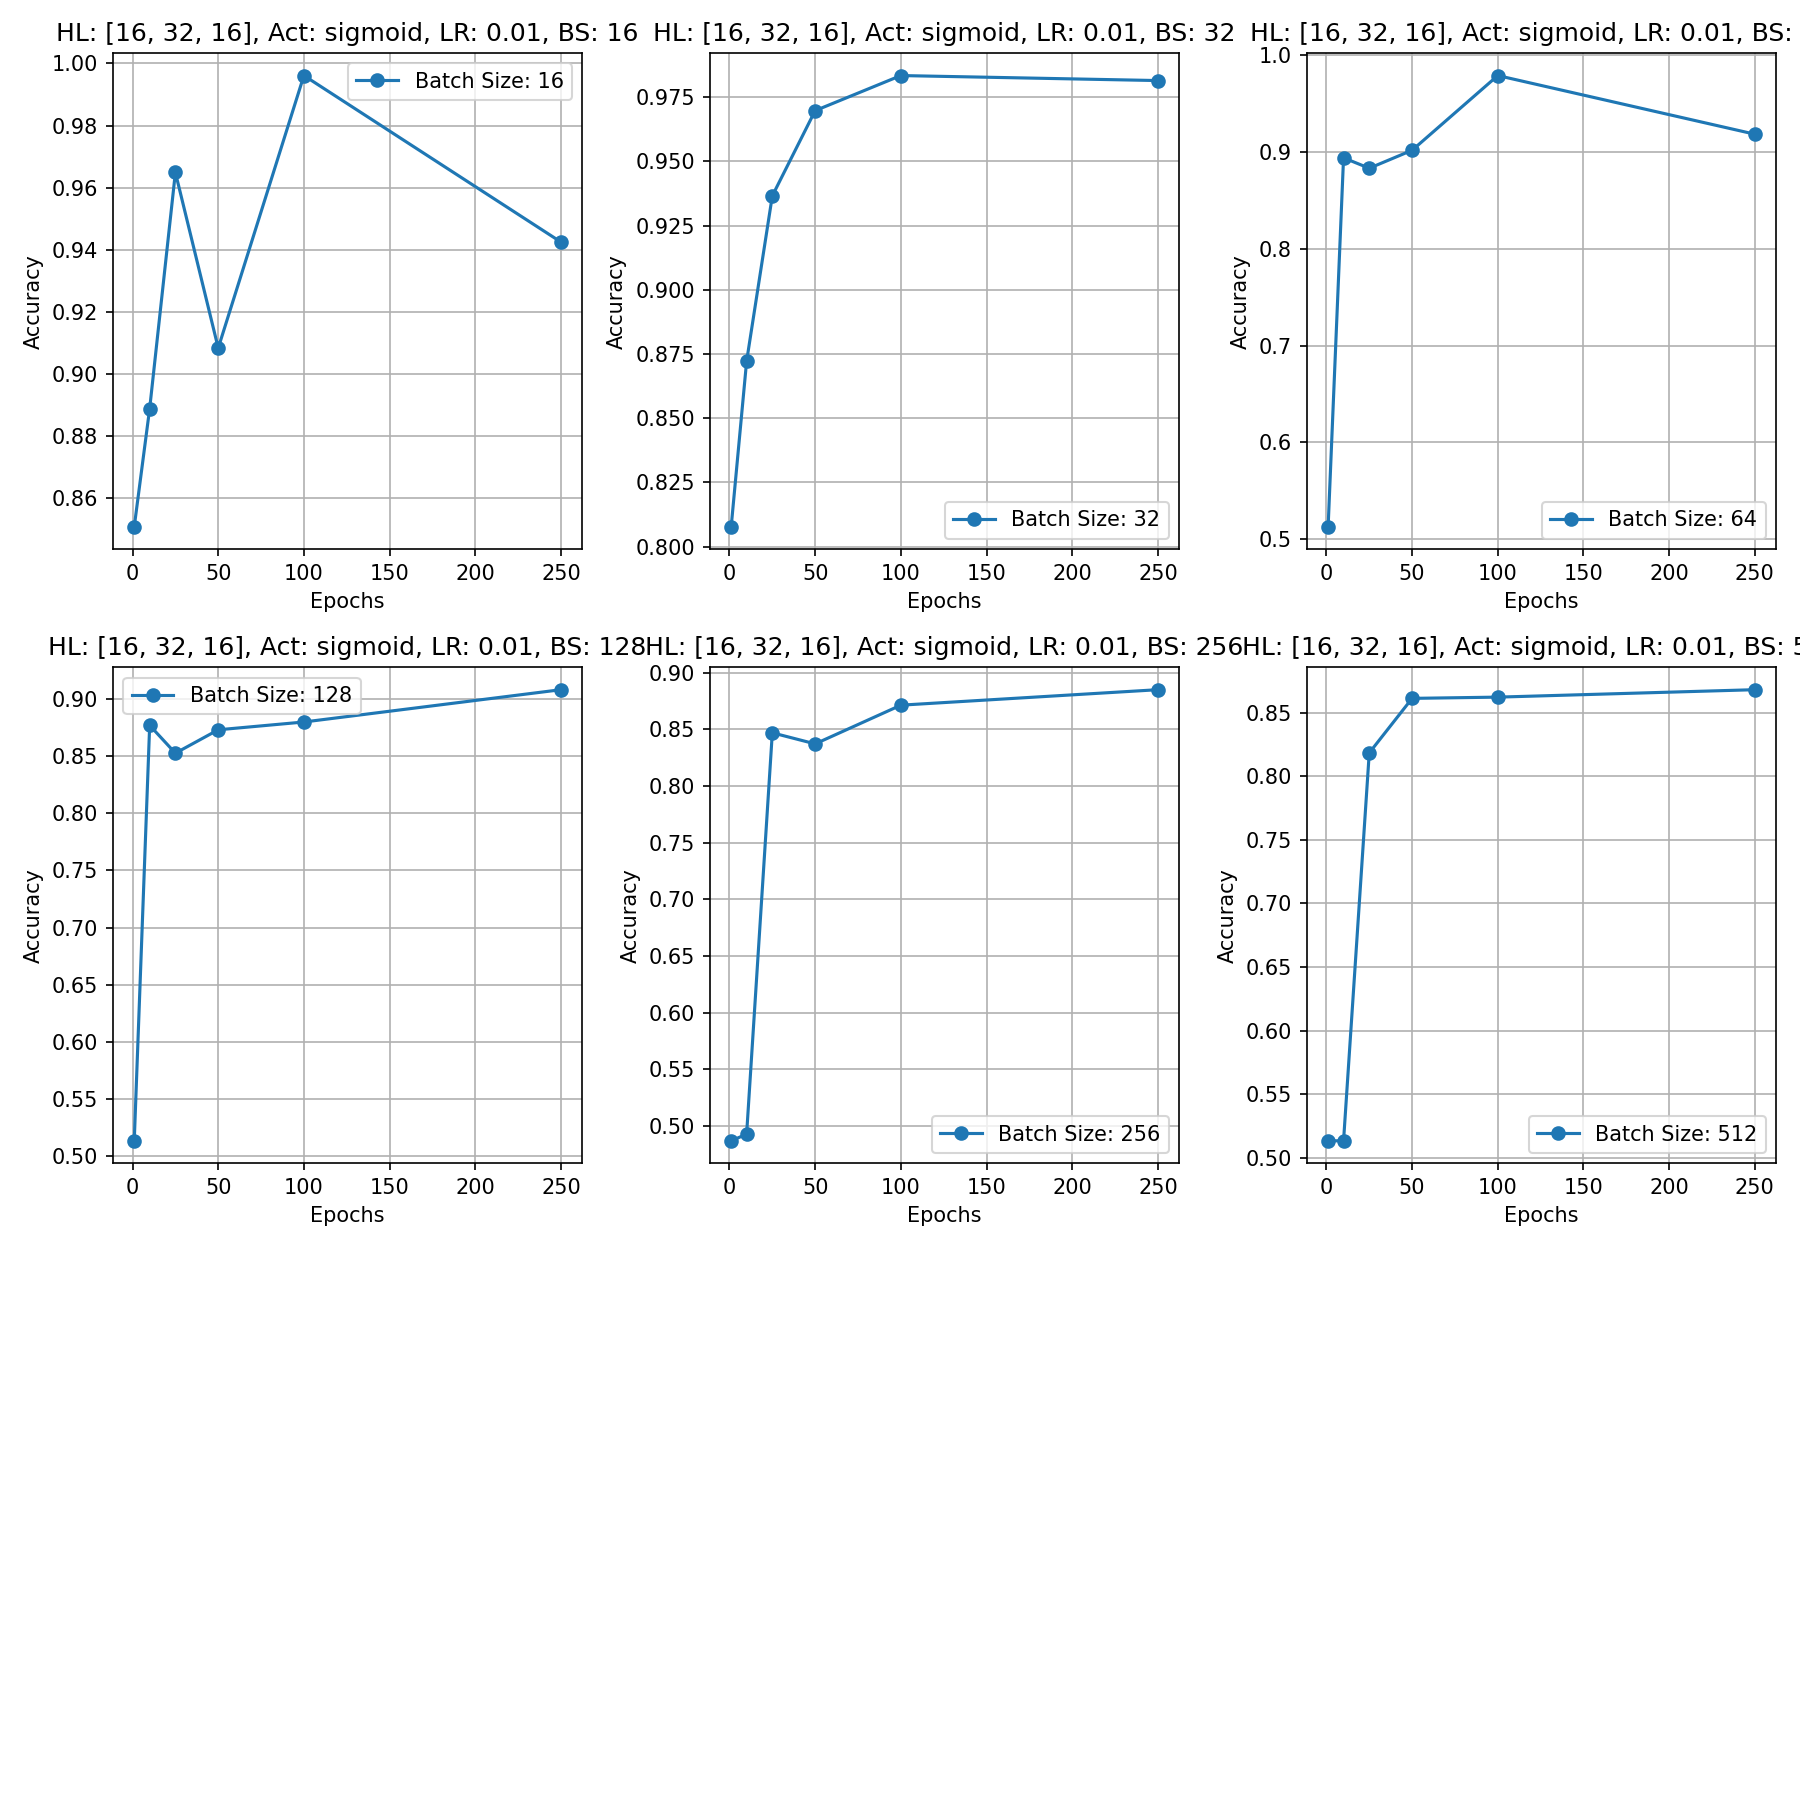 HL: [16, 32, 16], Act: sigmoid, LR: 0.01, BS: 16
1.00
0.98
0.96
0.94
0.92
0.90
0.88
0.86
Accuracy
Batch Size: 16
0 50 100 150 200 250
Epochs
HL: [16, 32, 16], Act: sigmoid, LR: 0.01, BS: 32
0.975
0.950
0.925
0.900
0.875
0.850
0.825
0.800
Accuracy
Batch Size: 32
0 50 100 150 200 250
Epochs
HL: [16, 32, 16], Act: sigmoid, LR: 0.01, BS:
1.0
0.9
0.8
0.7
0.6
0.5
Accuracy
Batch Size: 64
0 50 100 150 200 250
Epochs
HL: [16, 32, 16], Act: sigmoid, LR: 0.01, BS: 128
0.90
0.85
0.80
0.75
0.70
0.65
0.60
0.55
0.50
Accuracy
Batch Size: 128
0 50 100 150 200 250
Epochs
HL: [16, 32, 16], Act: sigmoid, LR: 0.01, BS: 256
0.90
0.85
0.80
0.75
0.70
0.65
0.60
0.55
0.50
Accuracy
Batch Size: 256
0 50 100 150 200 250
Epochs
HL: [16, 32, 16], Act: sigmoid, LR: 0.01, BS: 5
0.85
0.80
0.75
0.70
0.65
0.60
0.55
0.50
Accuracy
Batch Size: 512
0 50 100 150 200 250
Epochs